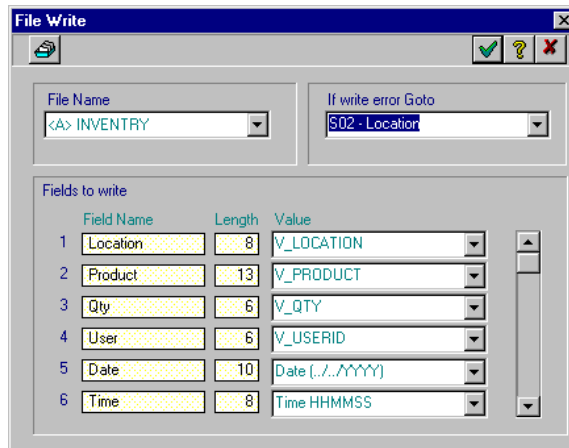 File Write
File Name
If write error Goto
<A> INVENTRY
S02 - Location
Fields to write
Field Name Length Value
1 Location 8 V_LOCATION
2 Product 13 V_PRODUCT
3 Qty 6 V_QTY
4 User 6 V_USERID
5 Date 10 Date (../../YYYY)
6 Time 8 Time HHMMSS